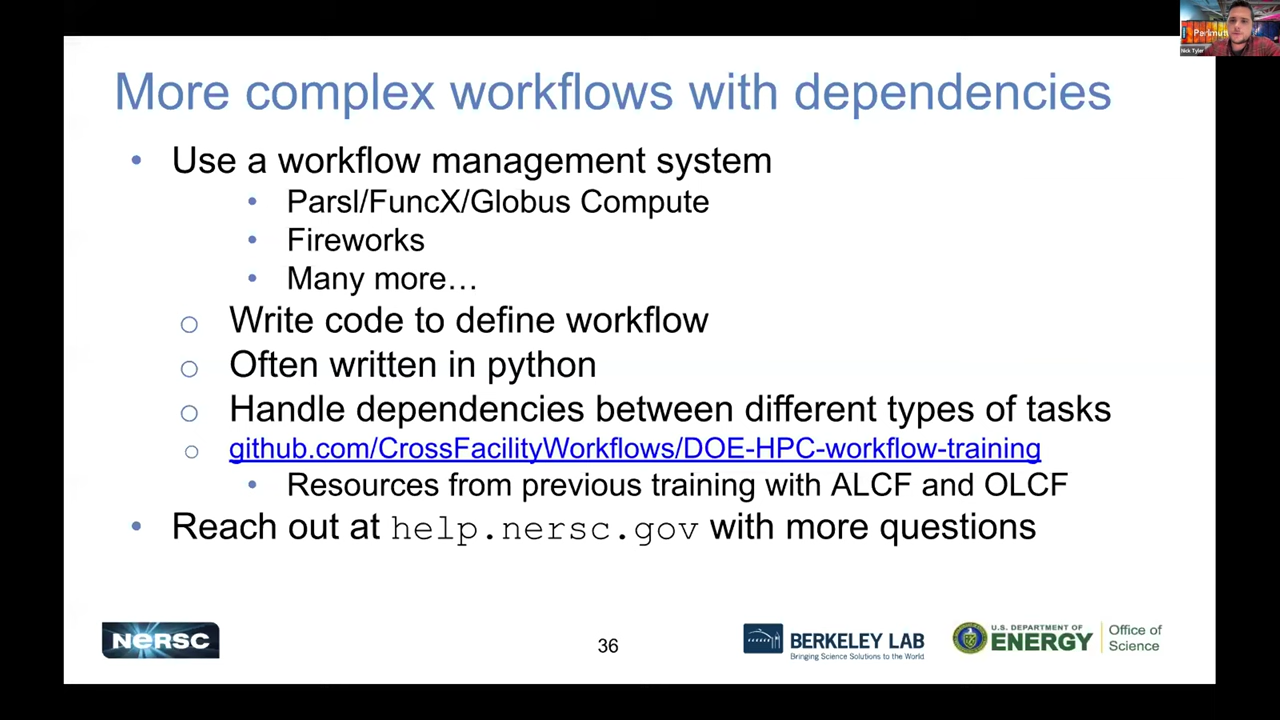 More complex workflows with dependencies
• Use a workflow management system
• Parsl/FuncX/Globus Compute
• Fireworks
• Many more…
○ Write code to define workflow
○ Often written in python
○ Handle dependencies between different types of tasks
○ github.com/CrossFacilityWorkflows/DOE-HPC-workflow-training
• Resources from previous training with ALCF and OLCF
• Reach out at help.nersc.gov with more questions
NERSC
36
BERKELEY LAB
Bringing Science Solutions to the World
U.S. DEPARTMENT OF
ENERGY
Office of
Science
Nick Tyler